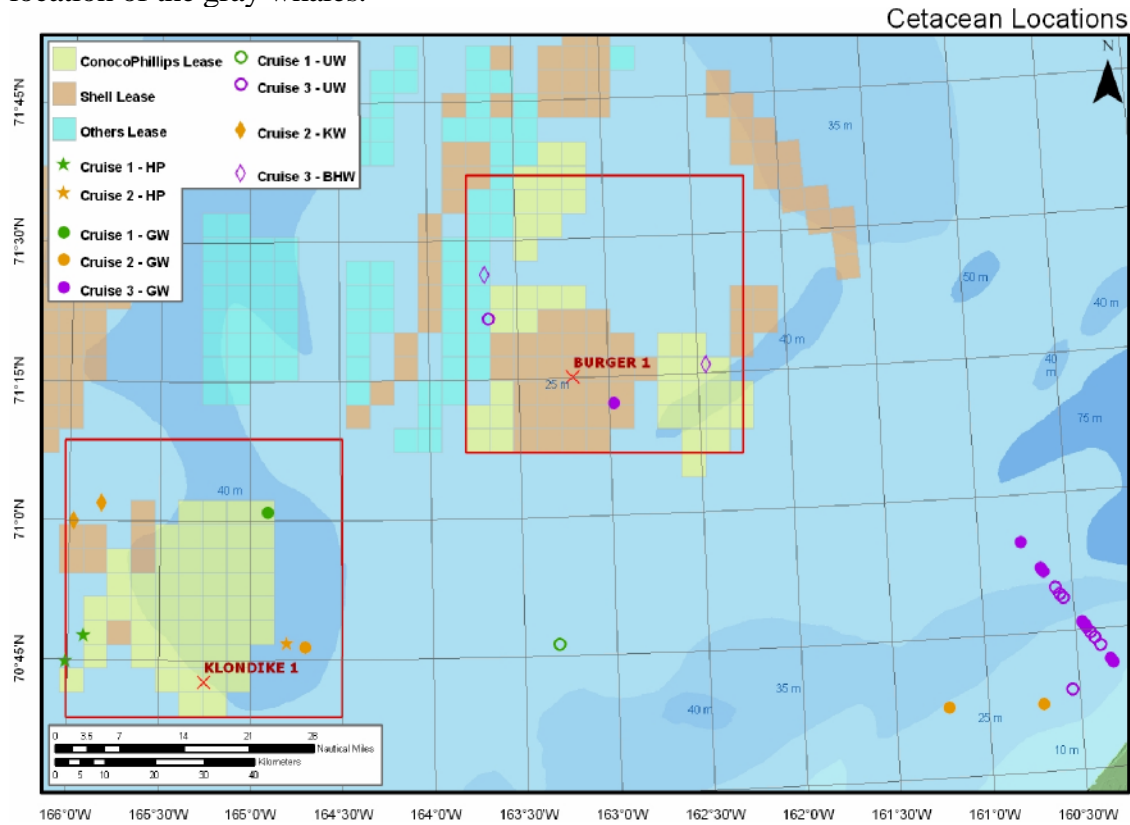 location of the gray whales.
Cetacean Locations
N
ConocoPhillips Lease
Shell Lease
Others Lease
Cruise 1 - HP
Cruise 2 - HP
Cruise 1 - GW
Cruise 2 - GW
Cruise 3 - GW
Cruise 1 - UW
Cruise 3 - UW
Cruise 2 - KW
Cruise 3 - BHW
71°45'N
71°30'N
71°15'N
71°0'N
70°45'N
35 m
50 m
40 m
40 m
40 m
75 m
BURGER 1
25 m
40 m
KLONDIKE 1
35 m
40 m
25 m
10 m
0 3.5 7 14 21 28
Nautical Miles
Kilometers
0 5 10 20 30 40
166°0'W 165°30'W 165°0'W 164°30'W 164°0'W 163°30'W 163°0'W 162°30'W 162°0'W 161°30'W 161°0'W 160°30'W